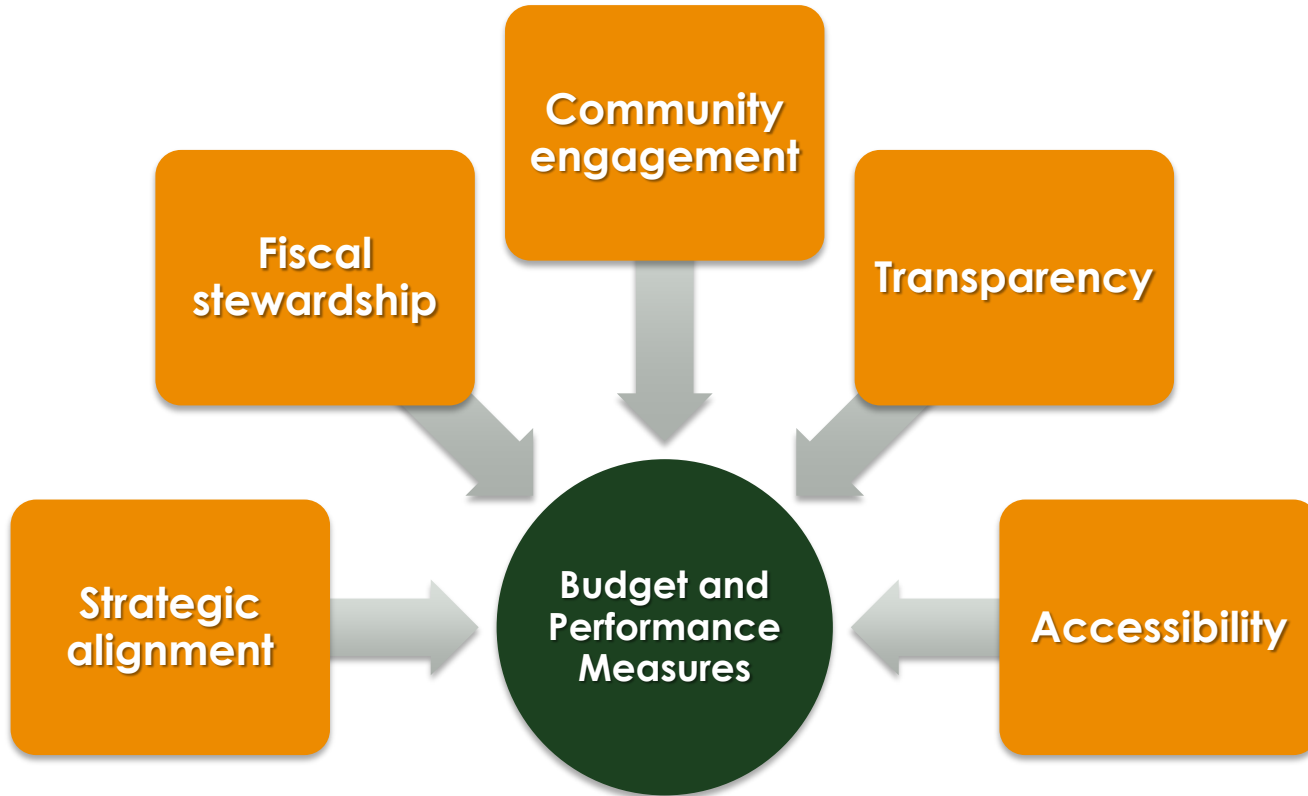 Community
engagement
Fiscal
stewardship
Transparency
Strategic
alignment
Budget and
Performance
Measures
Accessibility